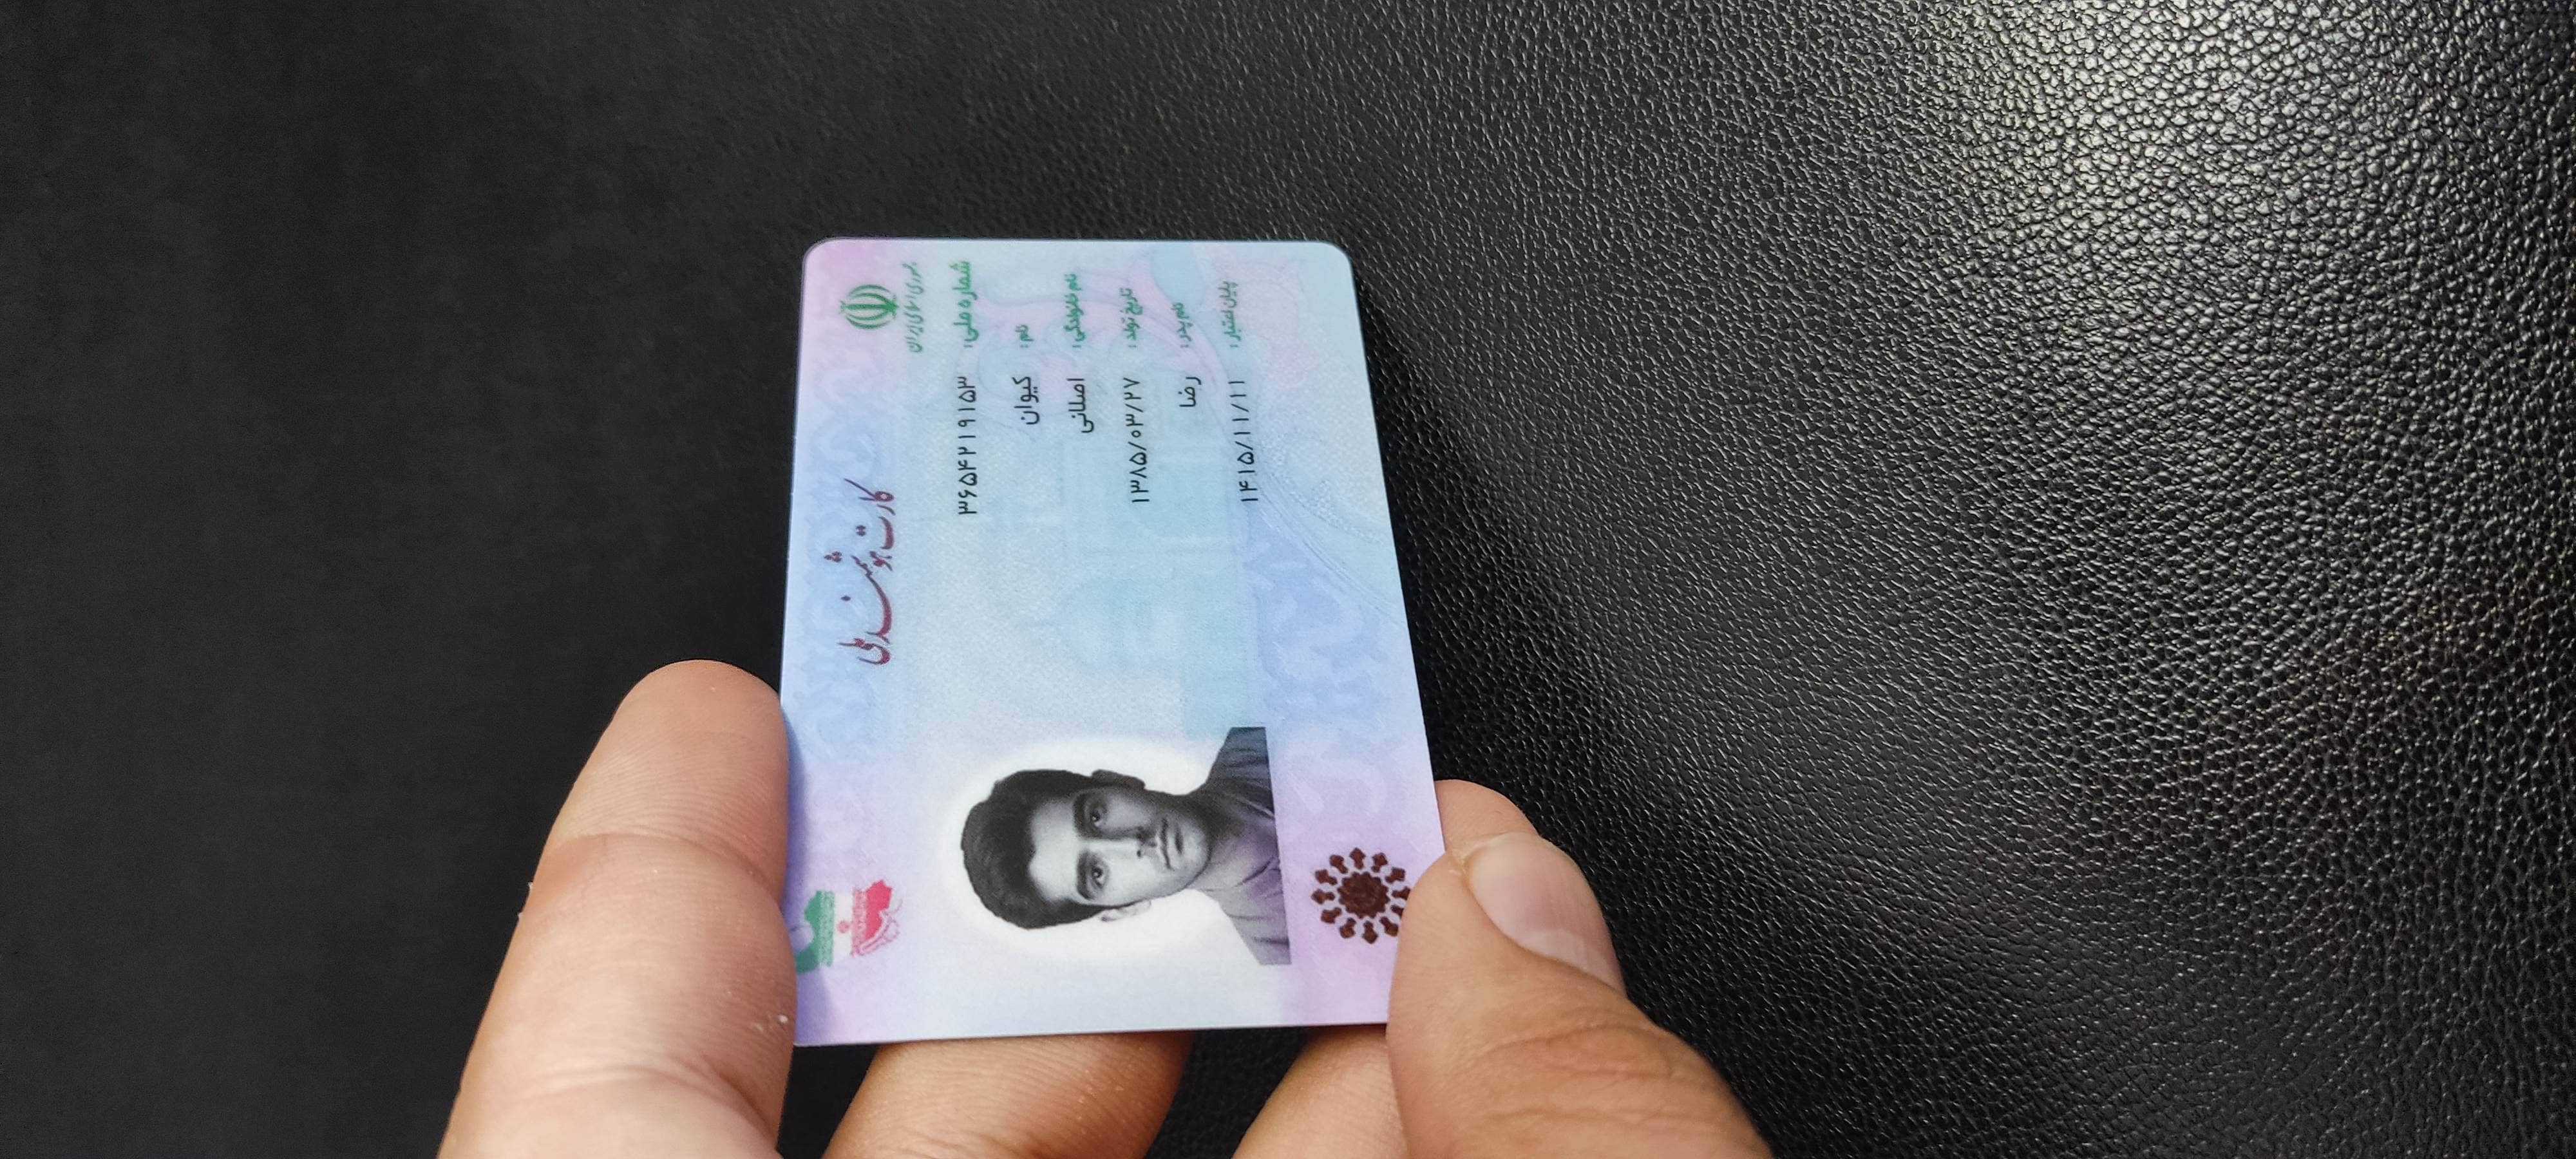 جمهوری اسلامی ایران
کارت هوشمند ملی
شماره ملی: ۳۶۵۴۲۱۹۱۵۳
نام: کیوان
نام خانوادگی: اصلانی
تاریخ تولد: ۱۳۸۵/۰۳/۲۷
نام پدر: رضا
پایان اعتبار: ۱۴۱۵/۱۱/۱۱